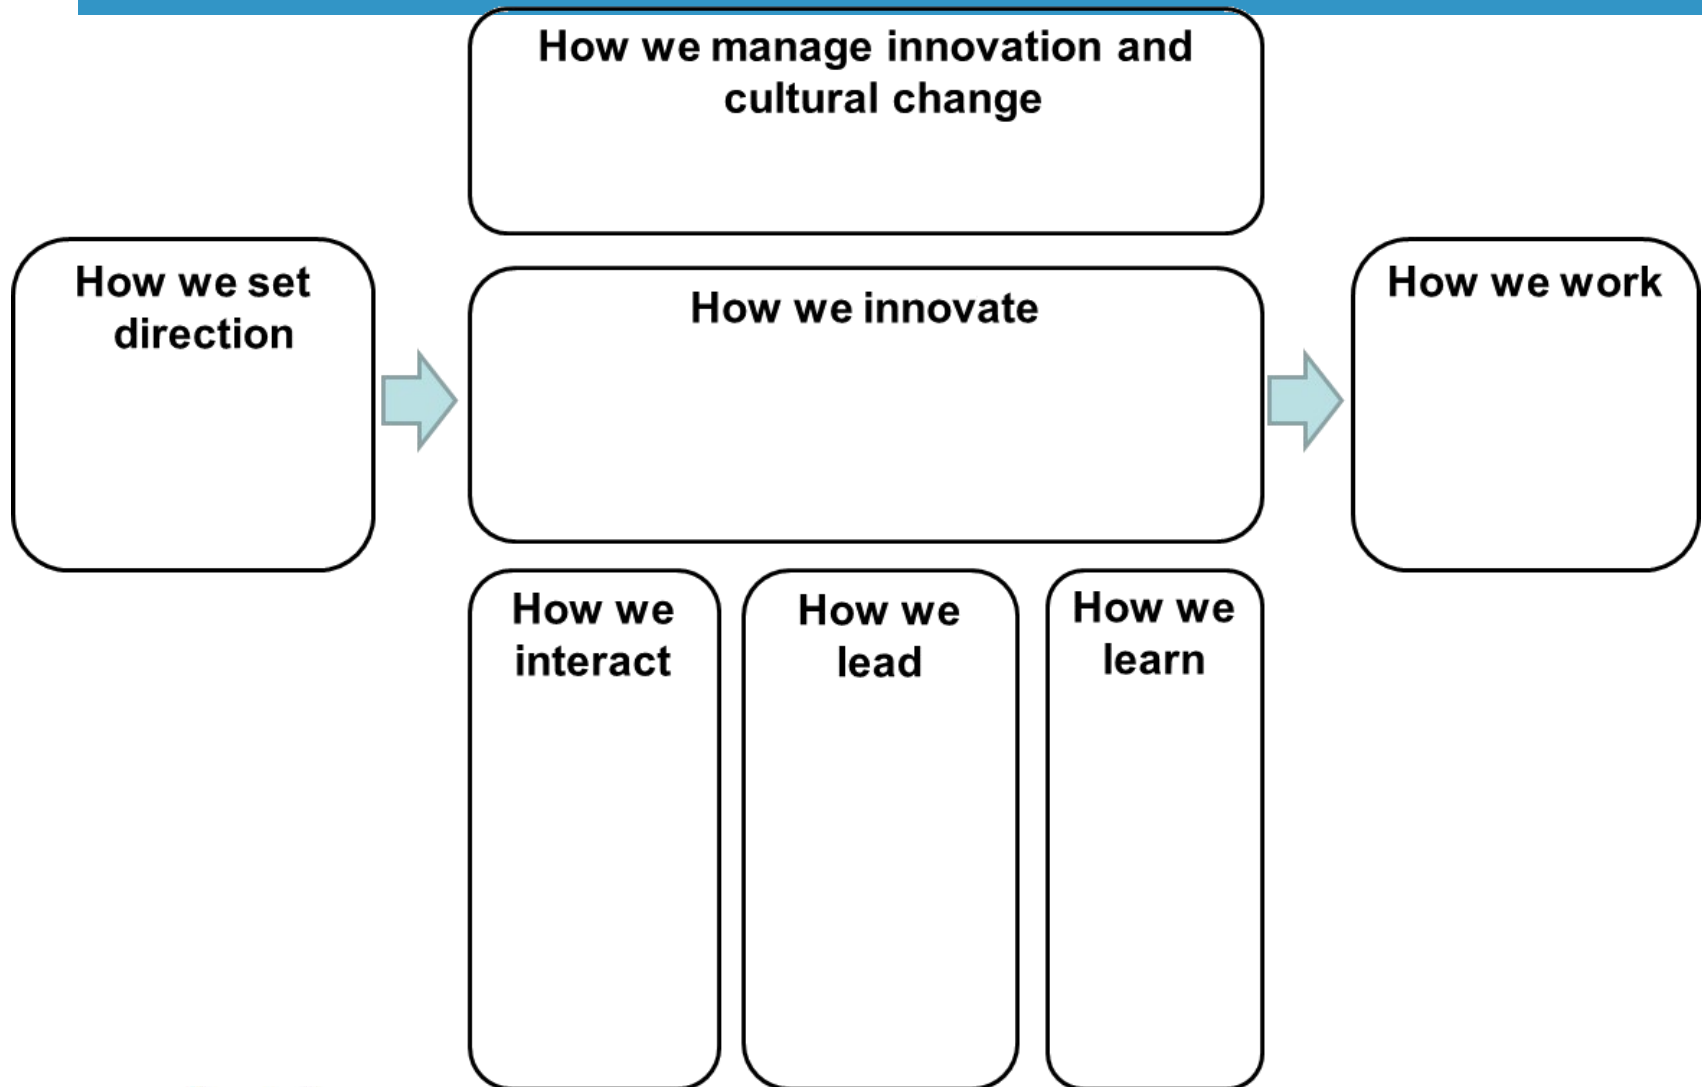 How we manage innovation and
cultural change
How we set
direction
How we innovate
How we work
How we
interact
How we
lead
How we
learn